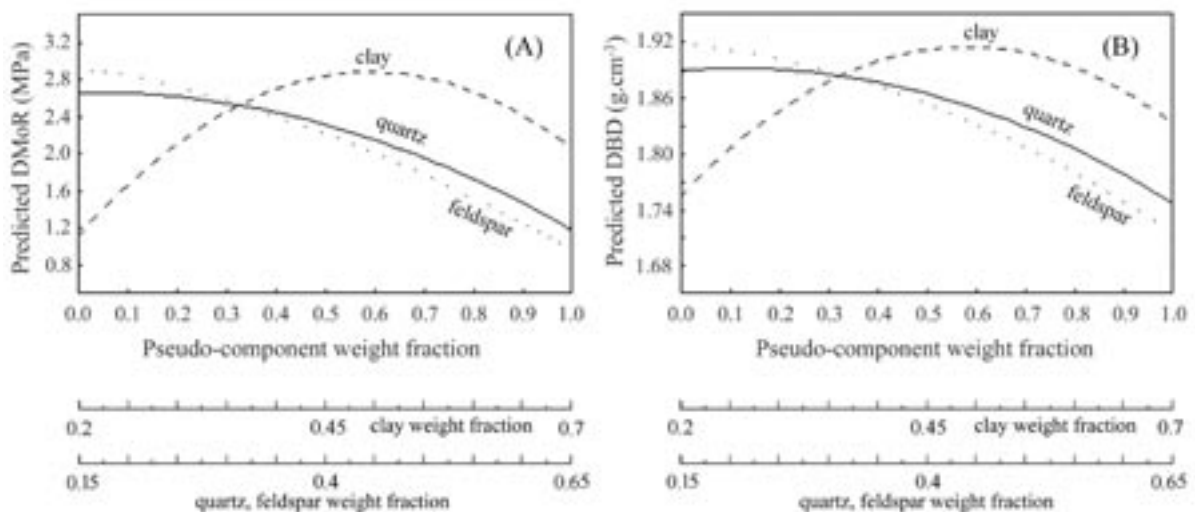 (A)
Predicted DMoR (MPa)
3.2
2.8
2.4
2.0
1.6
1.2
0.8
clay
quartz
feldspar
0.0 0.1 0.2 0.3 0.4 0.5 0.6 0.7 0.8 0.9 1.0
Pseudo-component weight fraction
0.2 0.45 clay weight fraction 0.7
0.15 0.4 0.65
quartz, feldspar weight fraction
(B)
Predicted DBD (g.cm⁻³)
1.92
1.86
1.80
1.74
1.68
clay
quartz
feldspar
0.0 0.1 0.2 0.3 0.4 0.5 0.6 0.7 0.8 0.9 1.0
Pseudo-component weight fraction
0.2 0.45 clay weight fraction 0.7
0.15 0.4 0.65
quartz, feldspar weight fraction